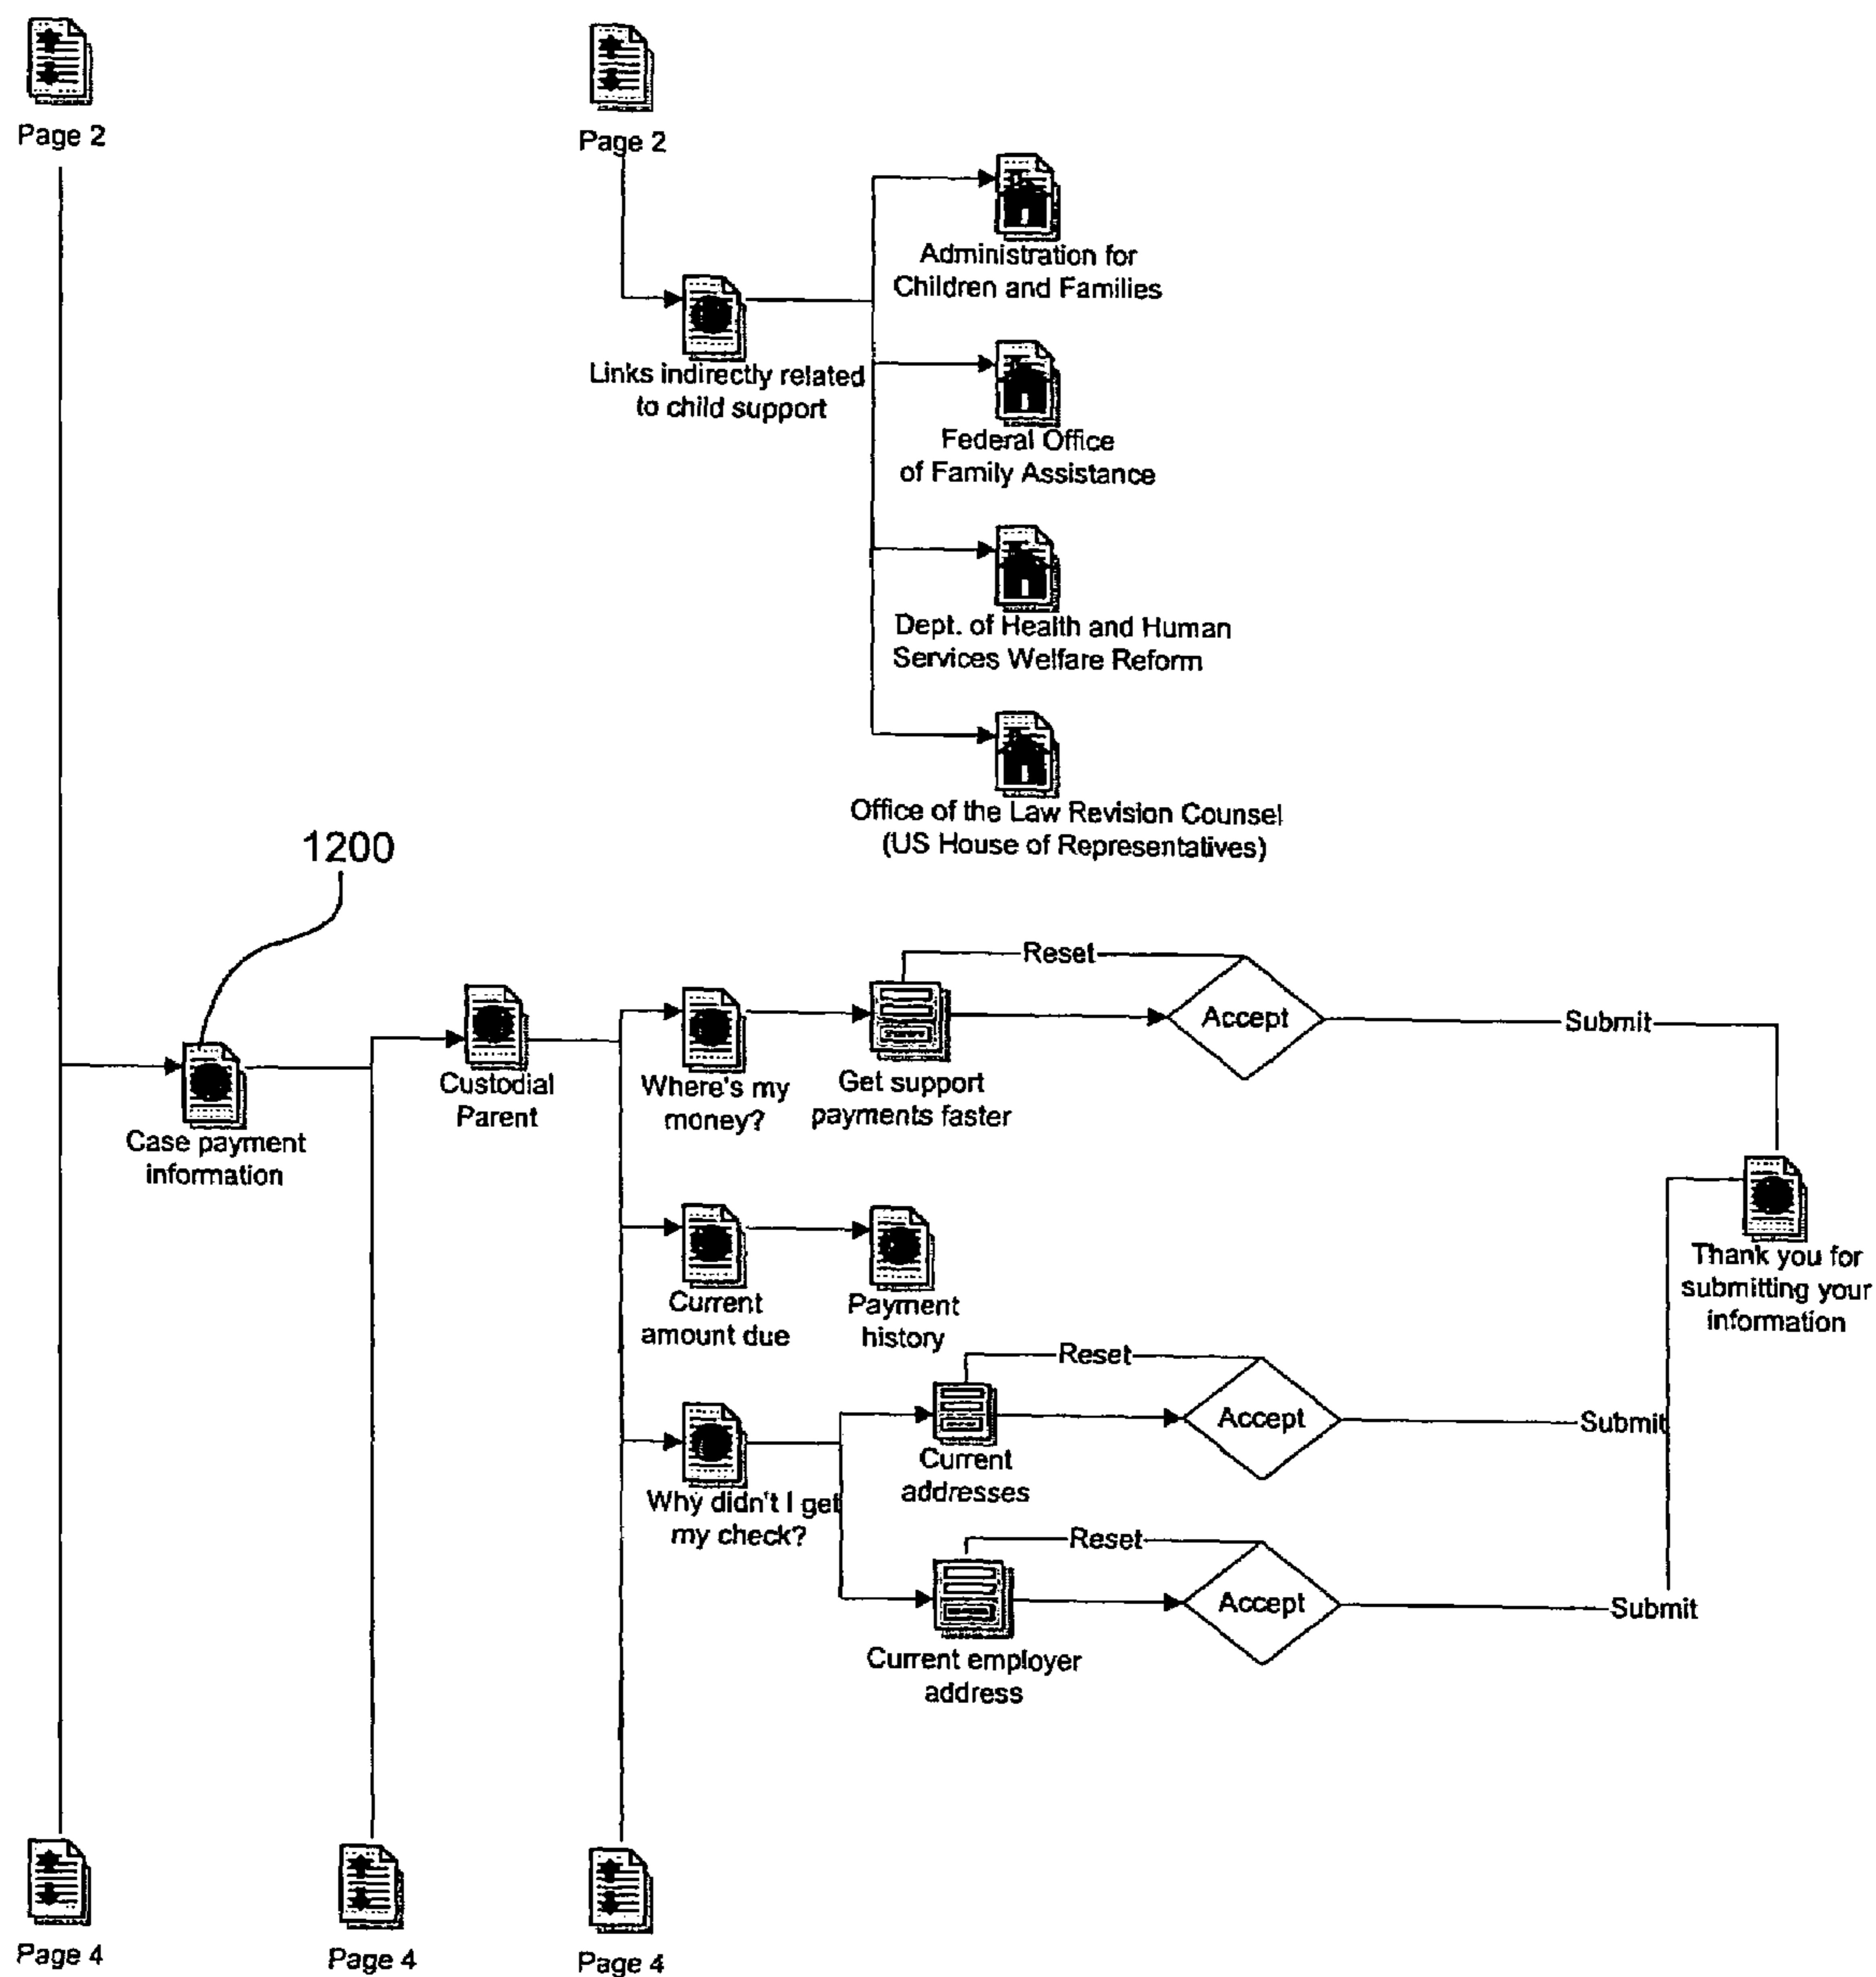 Page 2
Page 2
Administration for
Children and Families
Links indirectly related
to child support
Federal Office
of Family Assistance
Dept. of Health and Human
Services Welfare Reform
Office of the Law Revision Counsel
(US House of Representatives)
1200
Case payment
information
Custodial
Parent
Where's my
money?
Get support
payments faster
Reset
Accept
Submit
Current
amount due
Payment
history
Thank you for
submitting your
information
Why didn't I get
my check?
Current
addresses
Reset
Accept
Submit
Current employer
address
Reset
Accept
Submit
Page 4
Page 4
Page 4